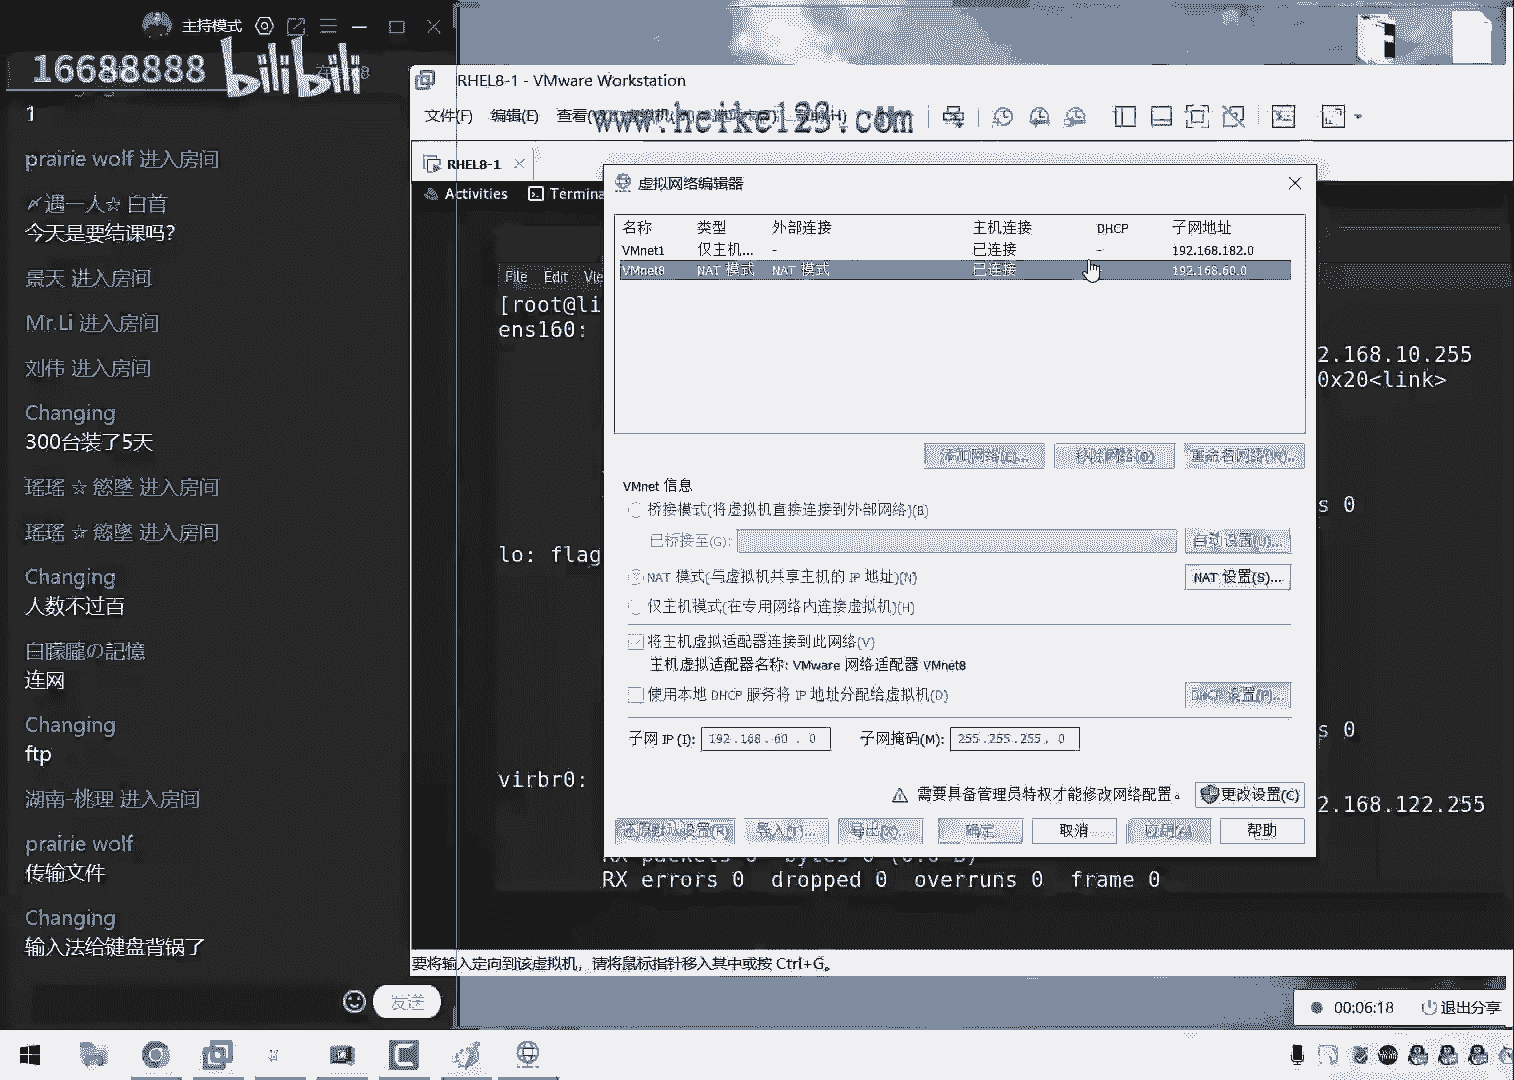 主持模式
16688888 bilibili
1
prairie wolf 进入房间
〆遇一人☆白首
今天是要结课吗?
景天 进入房间
Mr.Li 进入房间
刘伟 进入房间
Changing
300台装了5天
瑶瑶 ☆ 慾墜 进入房间
瑶瑶 ☆ 慾墜 进入房间
Changing
人数不过百
白朦朧の記憶
连网
Changing
ftp
湖南-桃理 进入房间
prairie wolf
传输文件
Changing
输入法给键盘背锅了
发送
RHEL8-1 - VMware Workstation
文件(F) 编辑(E) 查看(V)
www.heike123.com
RHEL8-1
Activities Termina
File Edit Vie
[root@li
ens160:
2.168.10.255
0x20<link>
s 0
lo: flag
s 0
virbr0:
2.168.122.255
RX packets 0 bytes 0 (0.0 B)
RX errors 0 dropped 0 overruns 0 frame 0
虚拟网络编辑器
名称 类型 外部连接 主机连接 DHCP 子网地址
VMnet1 仅主机... - 已连接 - 192.168.182.0
VMnet8 NAT 模式 NAT 模式 已连接 - 192.168.60.0
添加网络(E)... 移除网络(O) 重命名网络(W)...
VMnet 信息
桥接模式(将虚拟机直接连接到外部网络)(B)
已桥接至(G): 自动设置(U)...
NAT 模式(与虚拟机共享主机的 IP 地址)(N) NAT 设置(S)...
仅主机模式(在专用网络内连接虚拟机)(H)
将主机虚拟适配器连接到此网络(V)
主机虚拟适配器名称: VMware 网络适配器 VMnet8
使用本地 DHCP 服务将 IP 地址分配给虚拟机(D) DHCP 设置(P)...
子网 IP (I): 192 . 168 . 60 . 0 子网掩码(M): 255 . 255 . 255 . 0
需要具备管理员特权才能修改网络配置。 更改设置(C)
还原默认设置(R) 导入(T)... 导出(X)... 确定 取消 应用(A) 帮助
要将输入定向到该虚拟机，请将鼠标指针移入其中或按 Ctrl+G。
00:06:18 退出分享